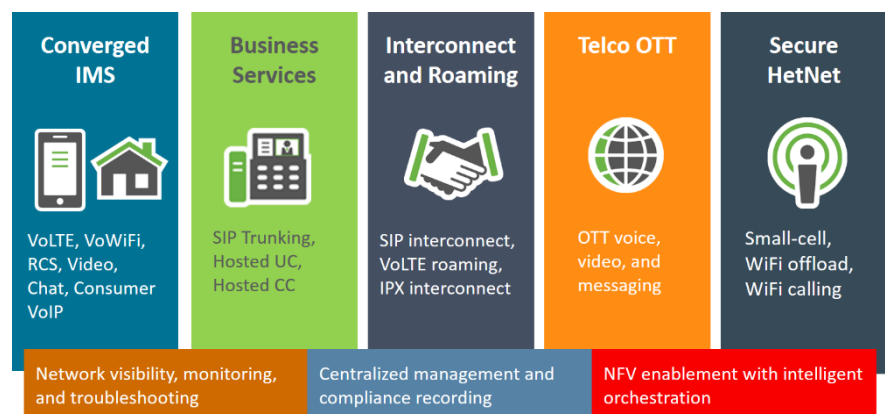 Converged
IMS
VoLTE, VoWiFi,
RCS, Video,
Chat, Consumer
VoIP
Business
Services
SIP Trunking,
Hosted UC,
Hosted CC
Interconnect
and Roaming
SIP interconnect,
VoLTE roaming,
IPX interconnect
Telco OTT
OTT voice,
video, and
messaging
Secure
HetNet
Small-cell,
WiFi offload,
WiFi calling
Network visibility, monitoring,
and troubleshooting
Centralized management and
compliance recording
NFV enablement with intelligent
orchestration